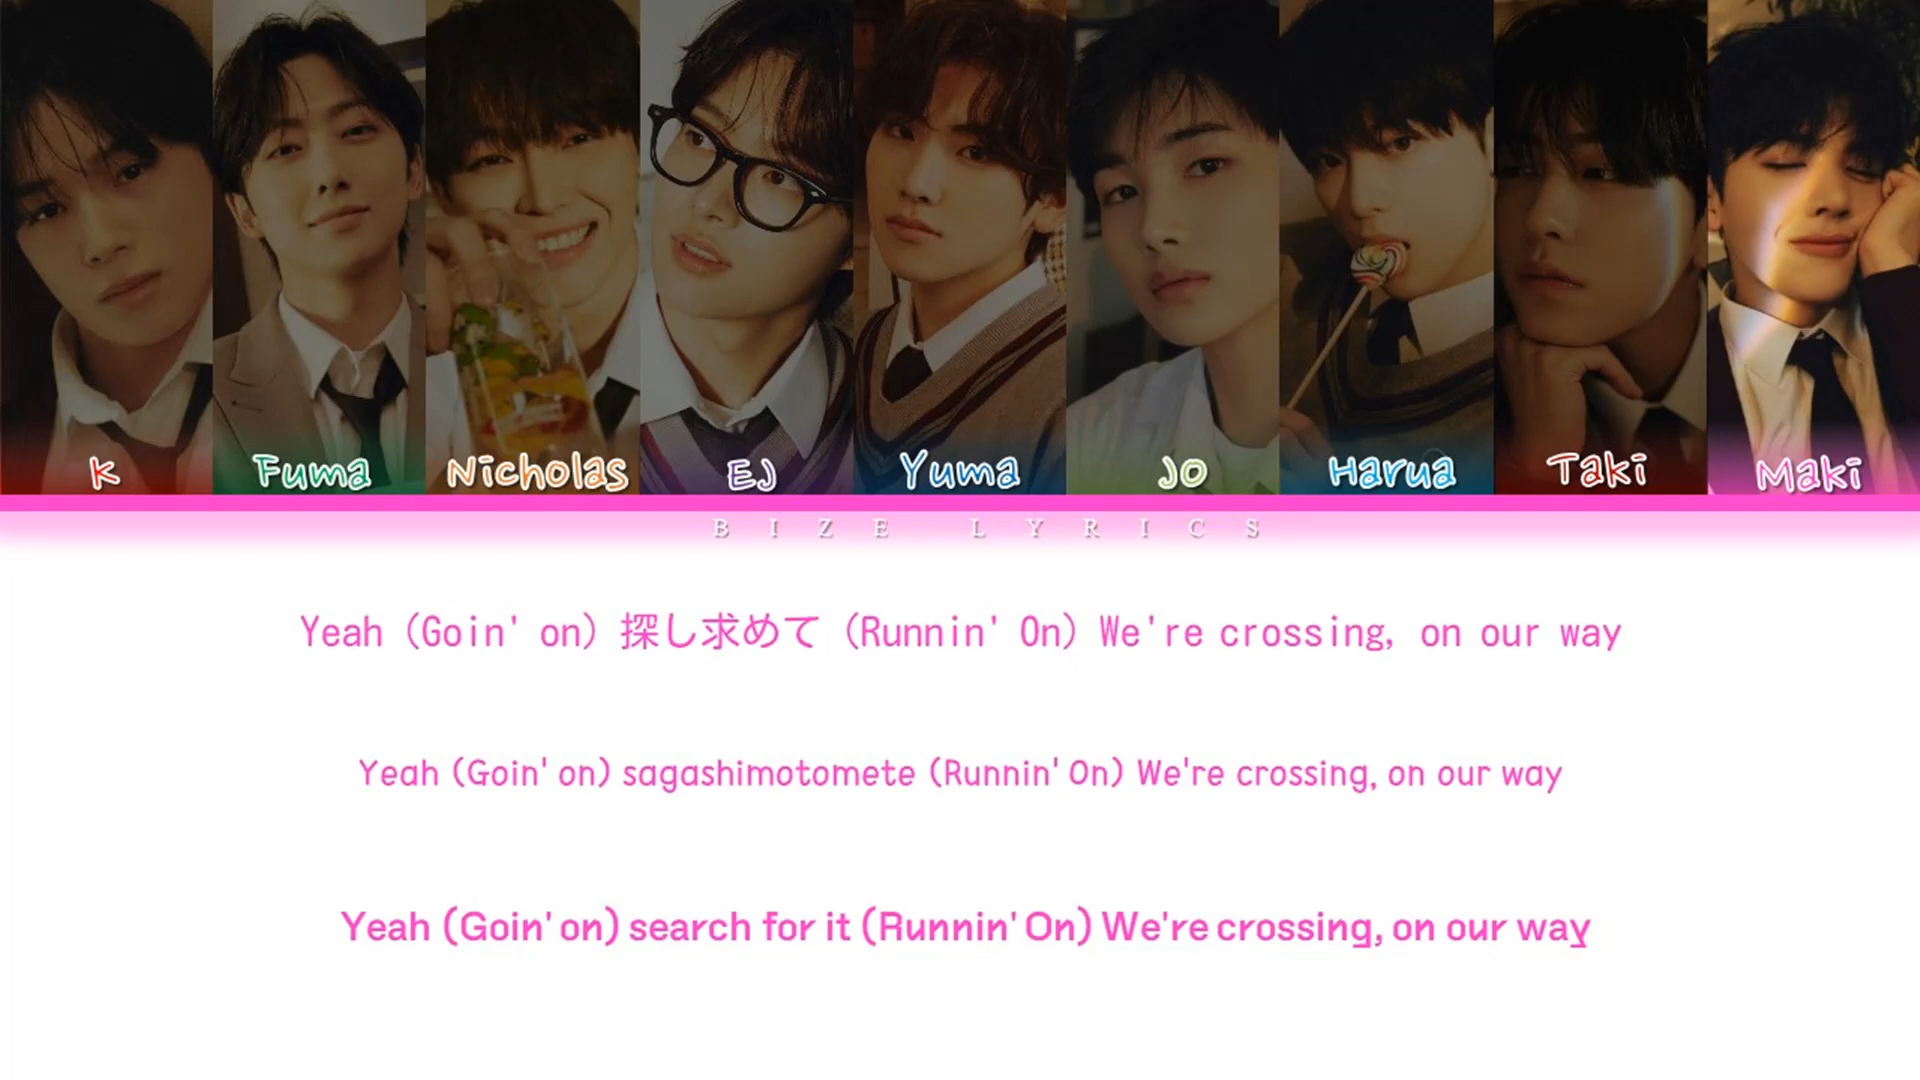 K Fuma Nicholas EJ Yuma JO Harua Taki Maki
BIZE LYRICS
Yeah (Goin' on) 探し求めて (Runnin' On) We're crossing, on our way
Yeah (Goin' on) sagashimotomete (Runnin' On) We're crossing, on our way
Yeah (Goin' on) search for it (Runnin' On) We're crossing, on our way